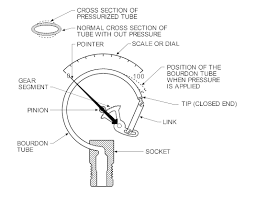 CROSS SECTION OF
PRESSURIZED TUBE
NORMAL CROSS SECTION OF
TUBE WITH OUT PRESSURE
POINTER
SCALE OR DIAL
0
100
GEAR
SEGMENT
POSITION OF
THE BOURDON TUBE
WHEN PRESSURE
IS APPLIED
PINION
TIP (CLOSED END)
LINK
BOURDON
TUBE
SOCKET